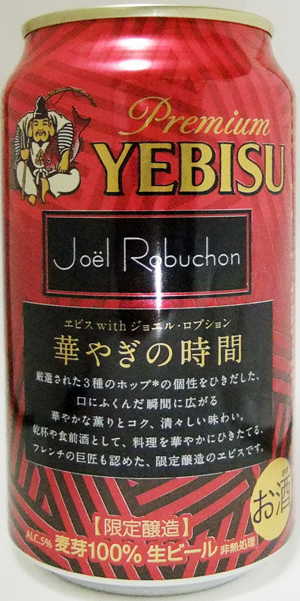 Premium
YEBISU
Joël Robuchon
ヱビス with ジョエル・ロブション
華やぎの時間
厳選された3種のホップ※の個性をひきだした、
口にふくんだ瞬間に広がる
華やかな薫りとコク、清々しい味わい。
乾杯や食前酒として、料理を華やかにひきたてる、
フレンチの巨匠も認めた、限定醸造のヱビスです。
お酒
【限定醸造】
ALC.5% 麦芽100% 生ビール 非熱処理